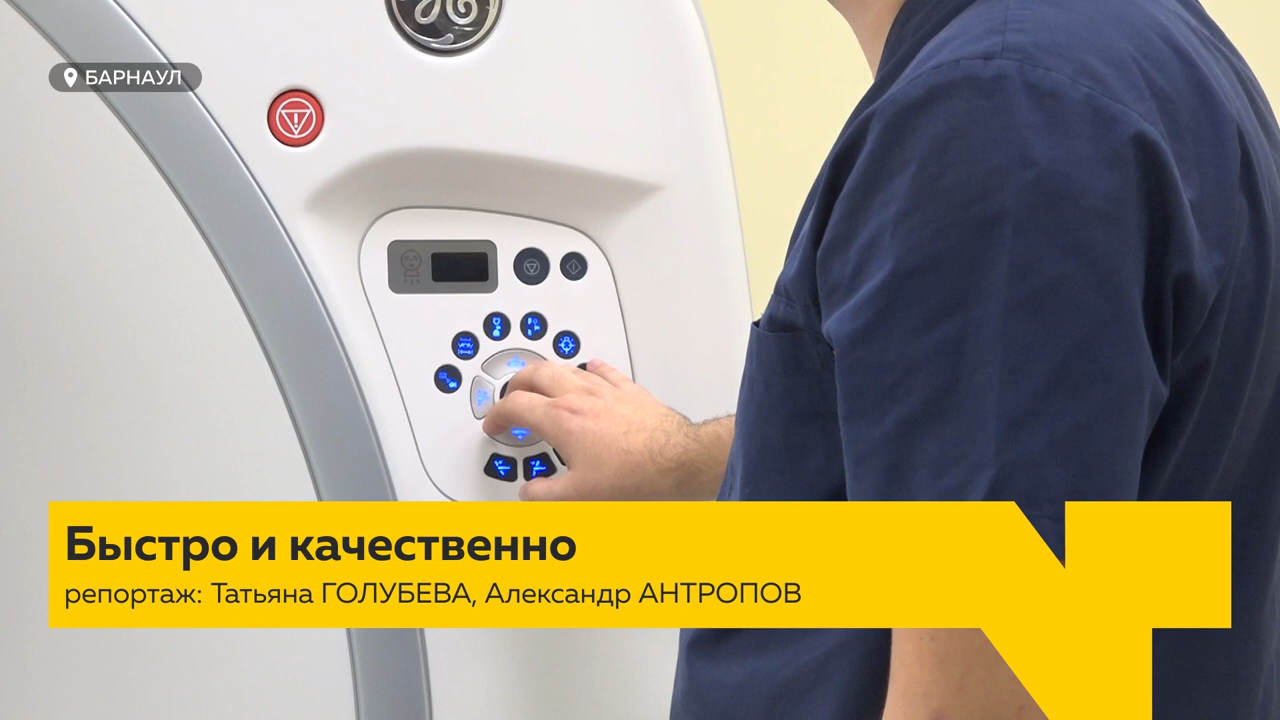 БАРНАУЛ
Быстро и качественно
репортаж: Татьяна ГОЛУБЕВА, Александр АНТРОПОВ